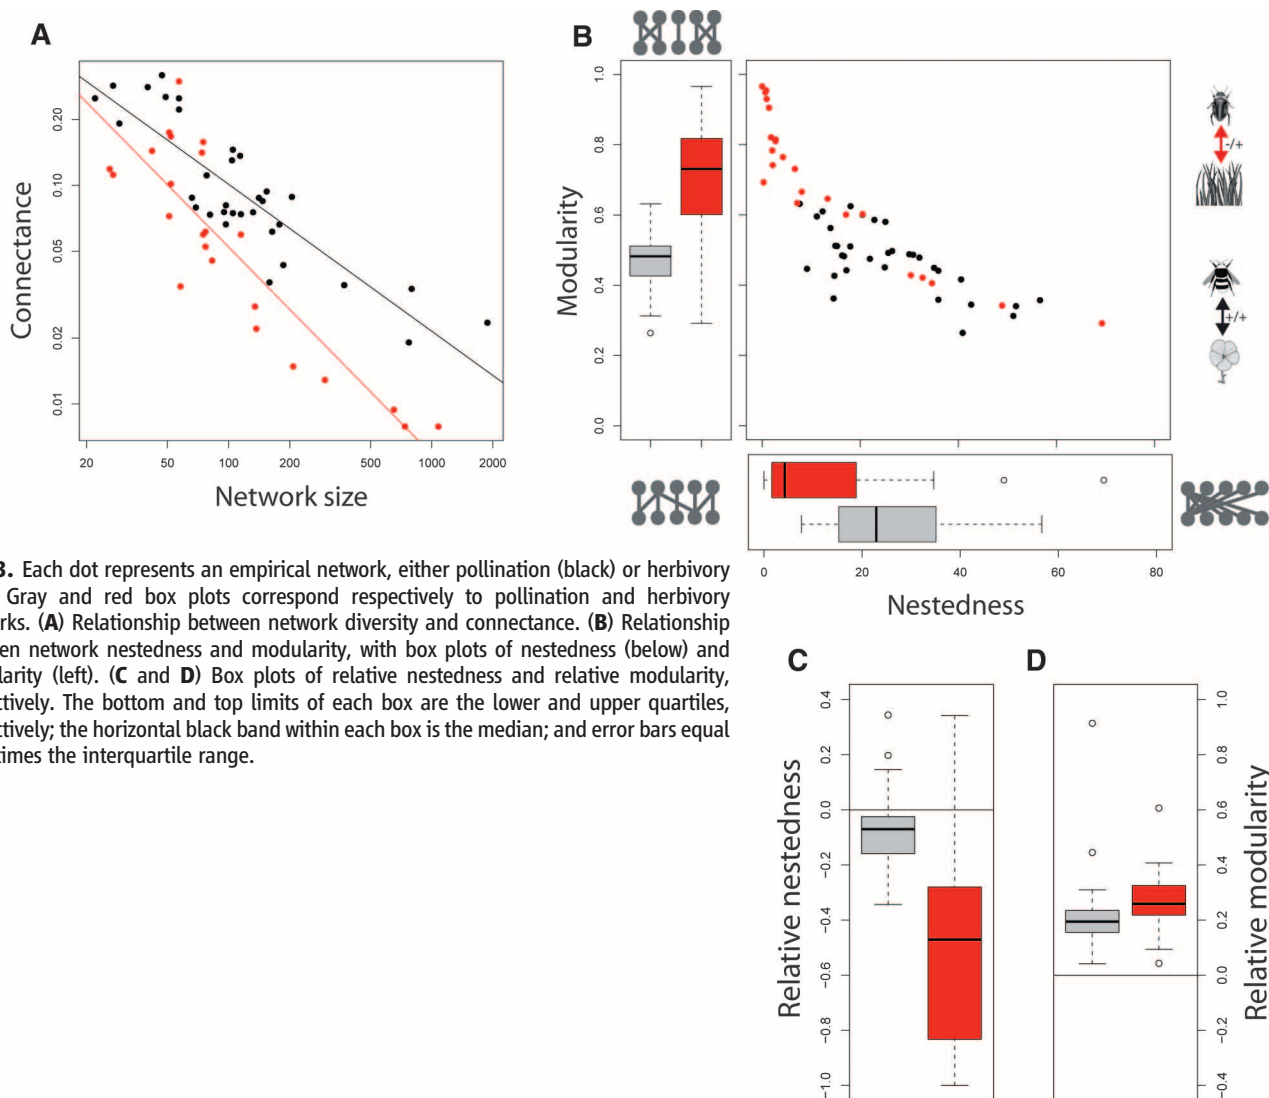 A
B
0.20
0.10
0.05
0.02
0.01
Connectance
20 50 100 200 500 1000 2000
Network size
1.0
0.8
0.6
0.4
0.2
0.0
Modularity
-/+
+/+
0 20 40 60 80
Nestedness
3. Each dot represents an empirical network, either pollination (black) or herbivory
Gray and red box plots correspond respectively to pollination and herbivory
rks. (A) Relationship between network diversity and connectance. (B) Relationship
en network nestedness and modularity, with box plots of nestedness (below) and
larity (left). (C and D) Box plots of relative nestedness and relative modularity,
ctively. The bottom and top limits of each box are the lower and upper quartiles,
ctively; the horizontal black band within each box is the median; and error bars equal
times the interquartile range.
C
D
0.4
0.2
0.0
−0.2
−0.4
−0.6
−0.8
−1.0
Relative nestedness
1.0
0.8
0.6
0.4
0.2
0.0
−0.2
−0.4
Relative modularity